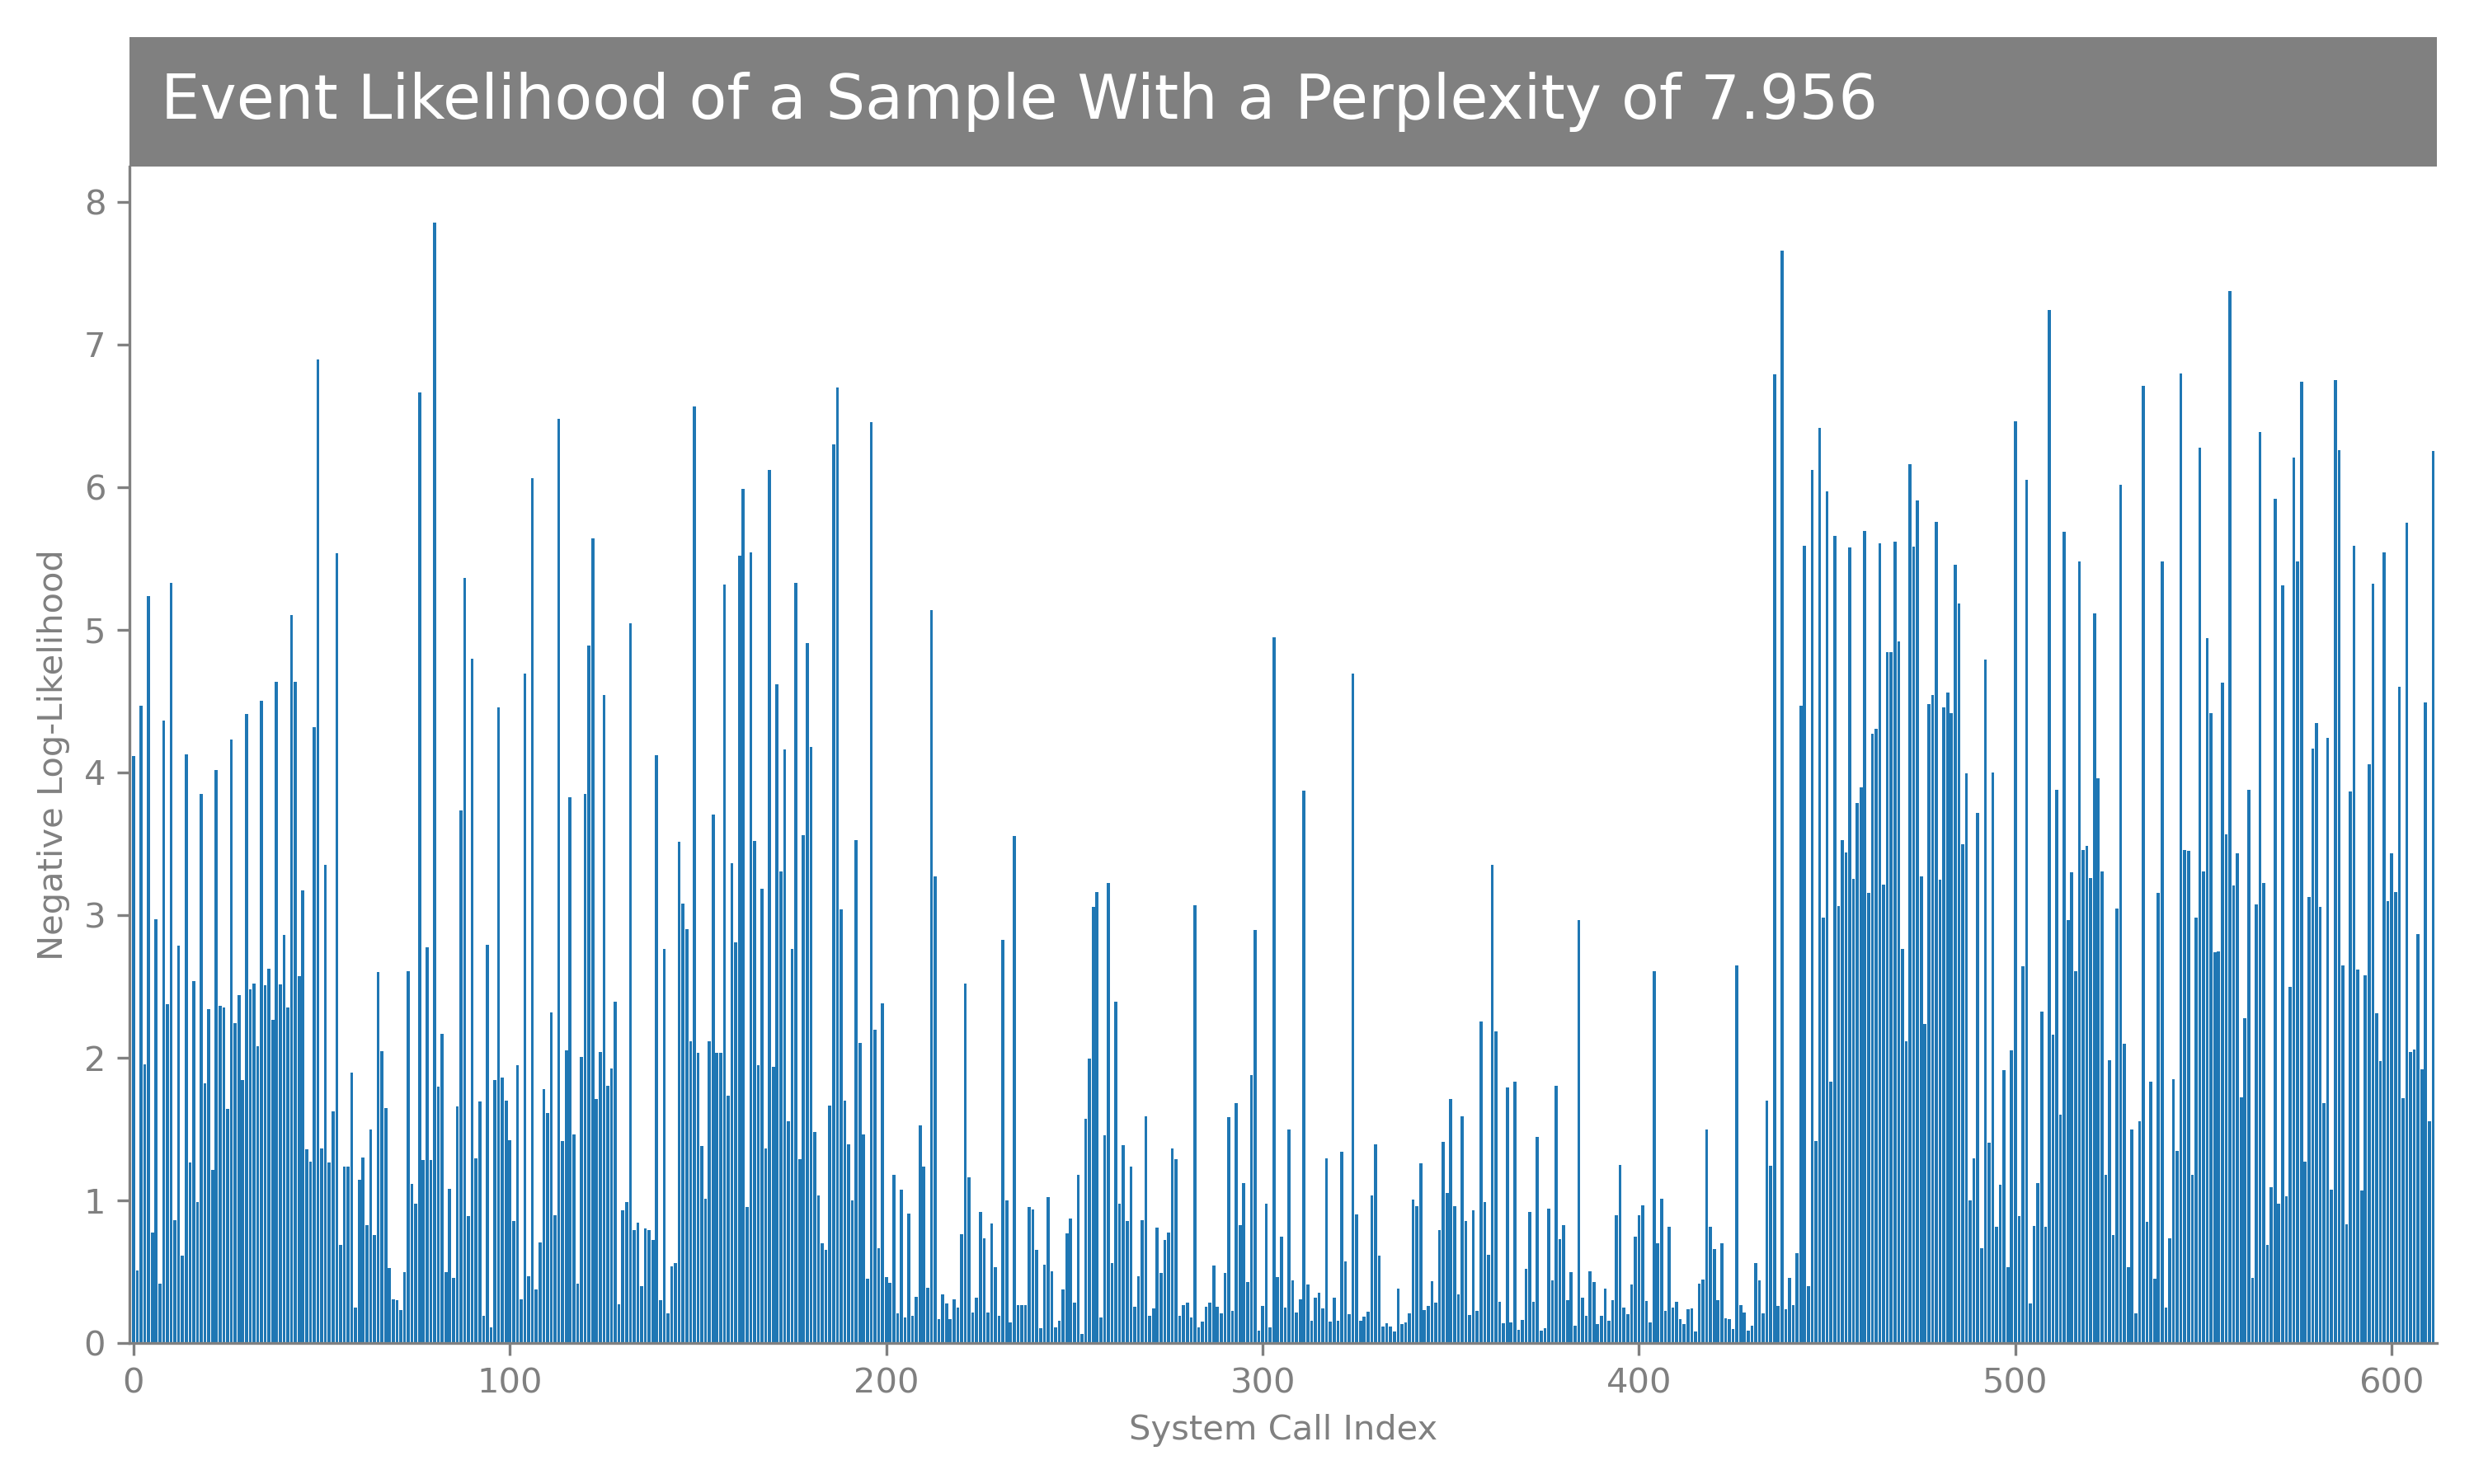 Event Likelihood of a Sample With a Perplexity of 7.956
8
7
6
5
4
3
2
1
0
Negative Log-Likelihood
0 100 200 300 400 500 600
System Call Index